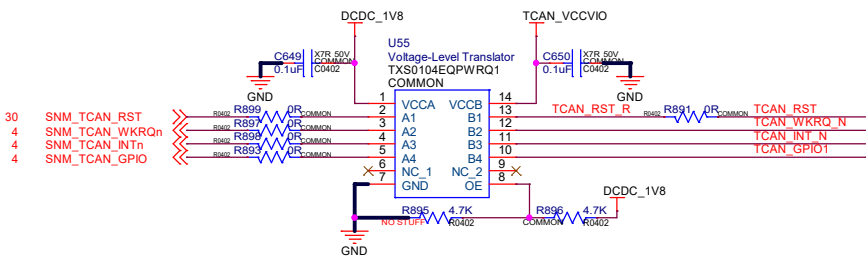 DCDC_1V8
TCAN_VCCVIO
U55
Voltage-Level Translator
TXS0104EQPWRQ1
COMMON
C649
X7R 50V
COMMON
0.1uF
C0402
GND
C650
X7R 50V
COMMON
0.1uF
C0402
GND
1
VCCA
VCCB
14
30
SNM_TCAN_RST
R0402
R899
0R
COMMON
2
A1
B1
13
TCAN_RST_R
R0402
R891
0R
COMMON
TCAN_RST
4
SNM_TCAN_WKRQn
R0402
R897
0R
COMMON
3
A2
B2
12
TCAN_WKRQ_N
4
SNM_TCAN_INTn
R0402
R898
0R
COMMON
4
A3
B3
11
TCAN_INT_N
4
SNM_TCAN_GPIO
R0402
R893
0R
COMMON
5
A4
B4
10
TCAN_GPIO1
6
NC_1
NC_2
9
7
GND
OE
8
DCDC_1V8
R895
4.7K
NO STUFF
R0402
R896
4.7K
COMMON
R0402
GND